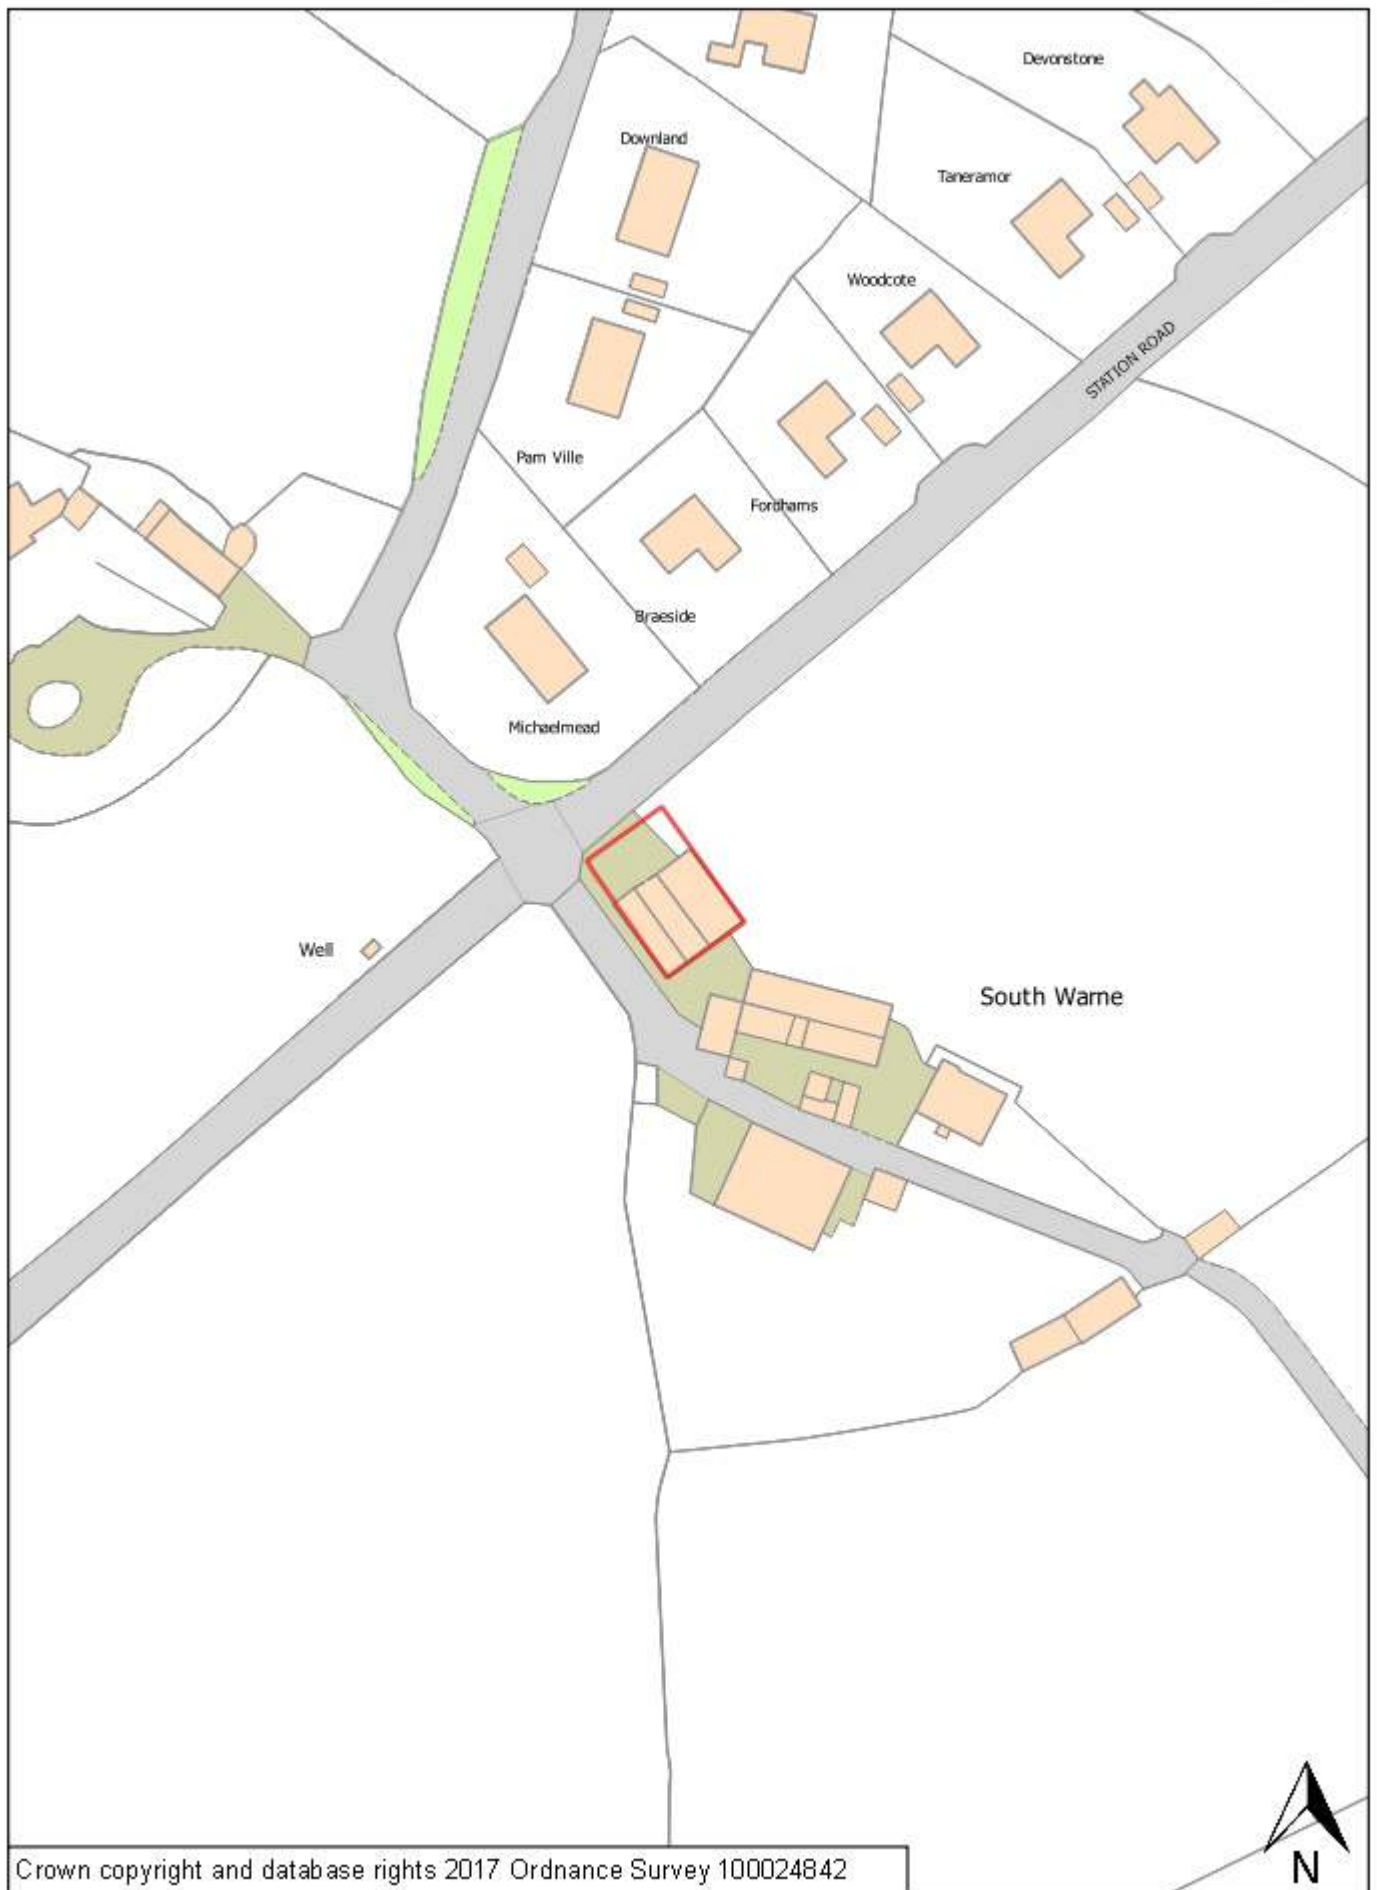 Devonstone
Downland
Taneramor
Woodcote
STATION ROAD
Pam Ville
Fordhams
Braeside
Michaelmead
Well
South Warne
Crown copyright and database rights 2017 Ordnance Survey 100024842
N